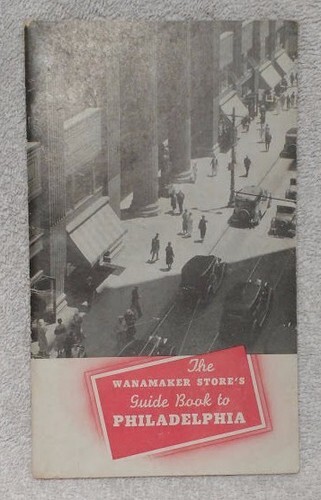 The
WANAMAKER STORE'S
Guide Book to
PHILADELPHIA